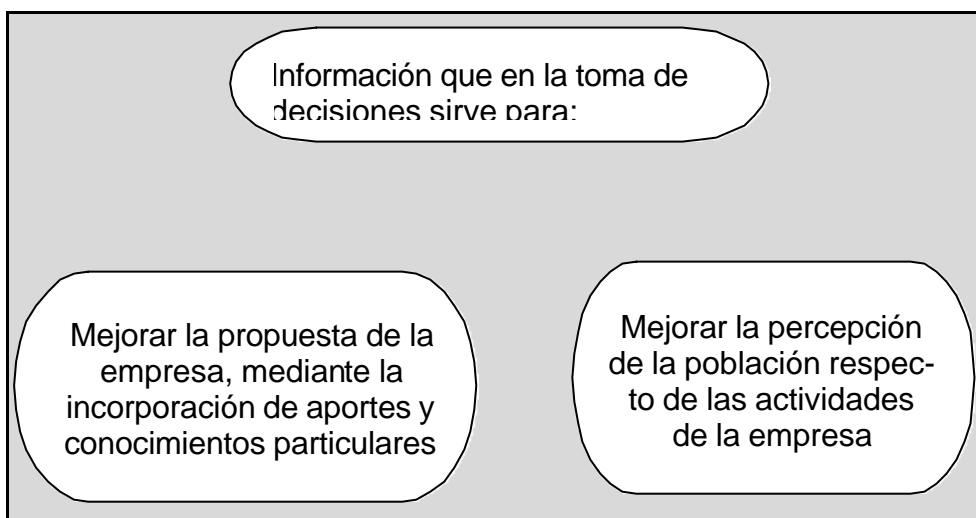 Información que en la toma de
decisiones sirve para:
Mejorar la propuesta de la
empresa, mediante la
incorporación de aportes y
conocimientos particulares
Mejorar la percepción
de la población respec-
to de las actividades
de la empresa